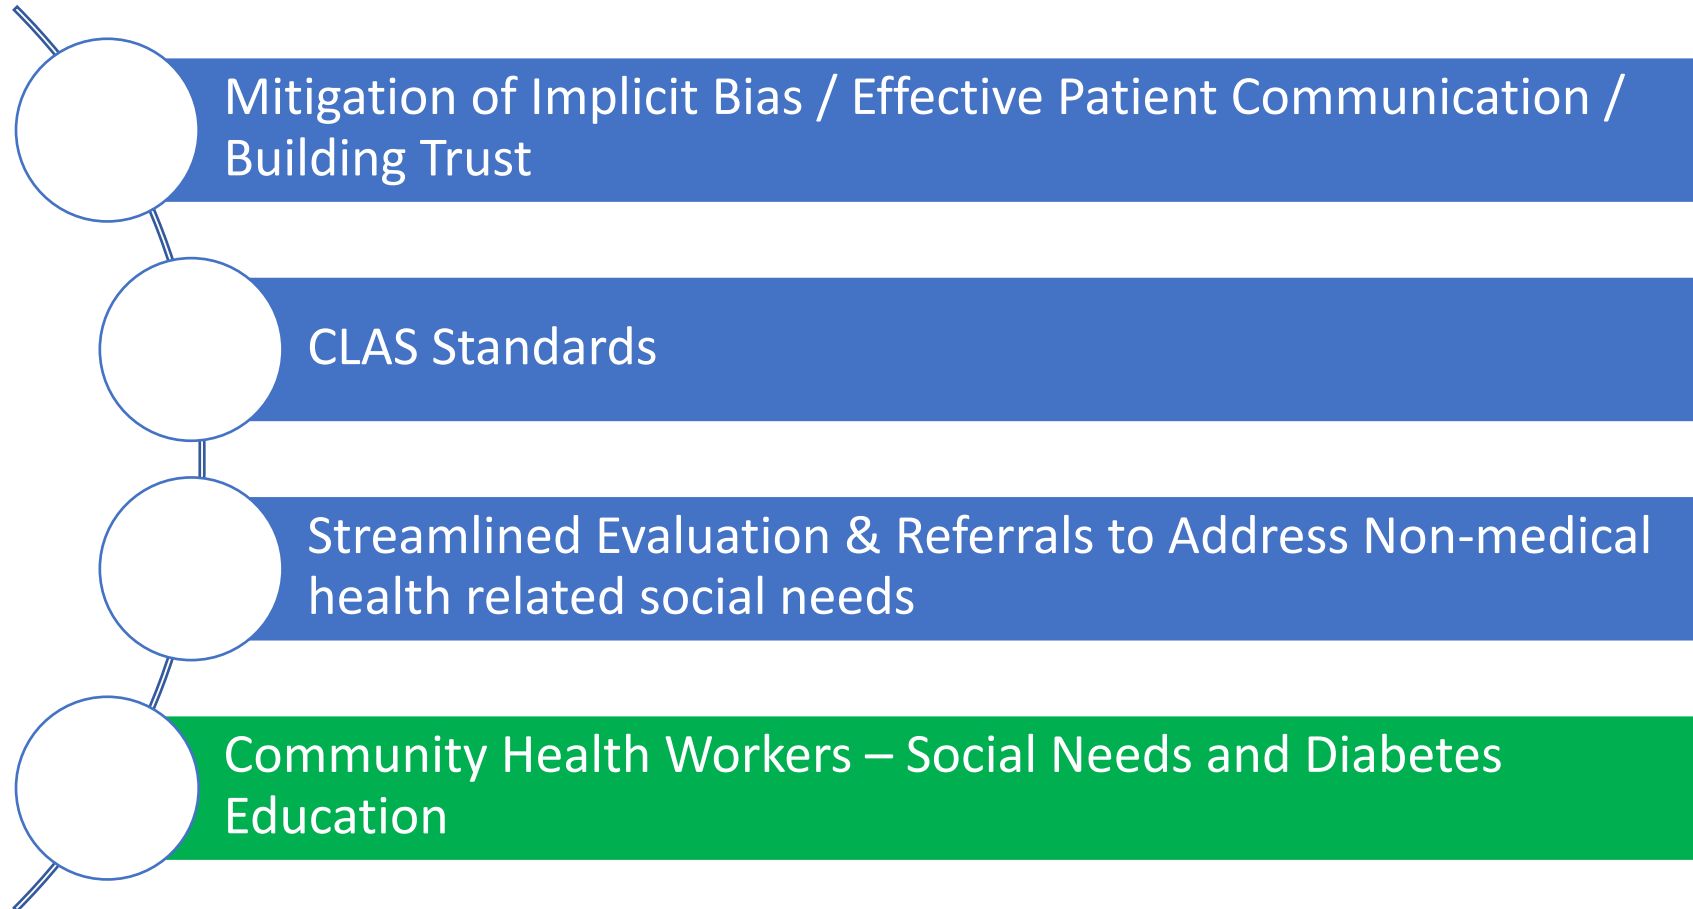 Mitigation of Implicit Bias / Effective Patient Communication /
Building Trust
CLAS Standards
Streamlined Evaluation & Referrals to Address Non-medical
health related social needs
Community Health Workers – Social Needs and Diabetes
Education